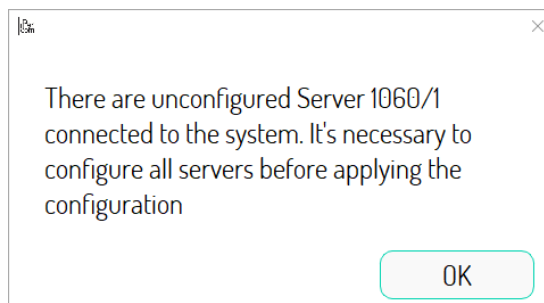 There are unconfigured Server 1060/1
connected to the system. It's necessary to
configure all servers before applying the
configuration
OK